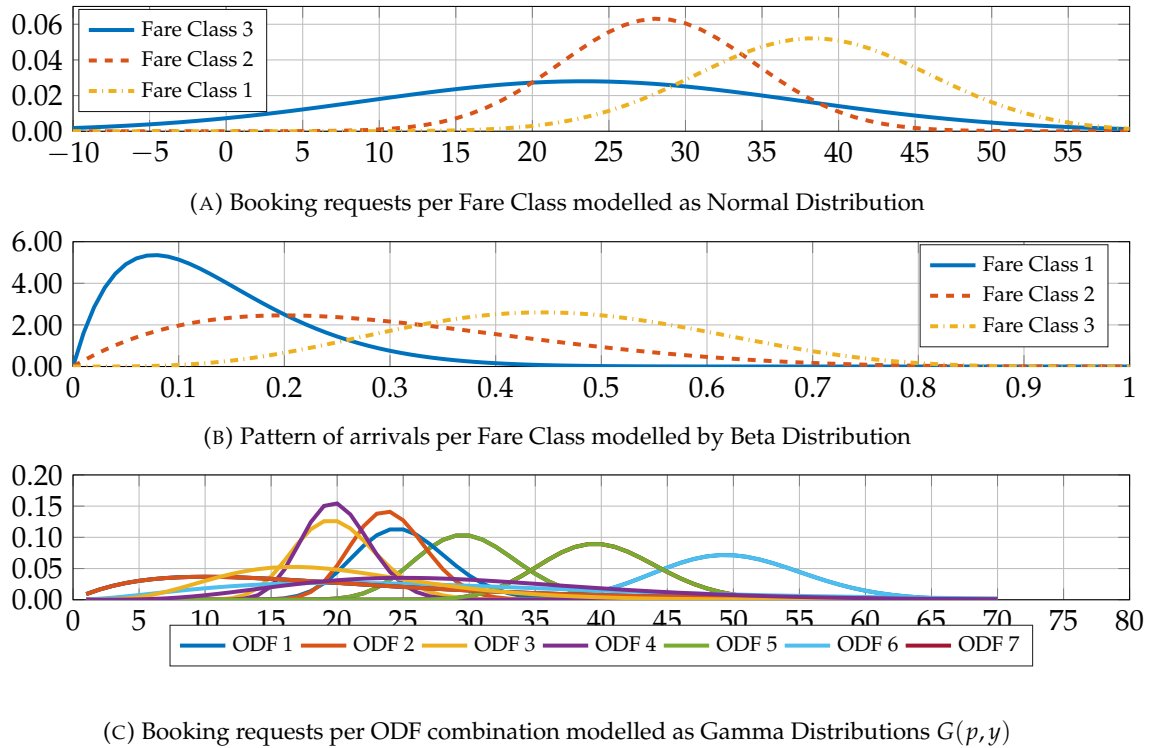 0.06
0.04
0.02
0.00
Fare Class 3
Fare Class 2
Fare Class 1
−10 −5 0 5 10 15 20 25 30 35 40 45 50 55
(A) Booking requests per Fare Class modelled as Normal Distribution
6.00
4.00
2.00
0.00
Fare Class 1
Fare Class 2
Fare Class 3
0 0.1 0.2 0.3 0.4 0.5 0.6 0.7 0.8 0.9 1
(B) Pattern of arrivals per Fare Class modelled by Beta Distribution
0.20
0.15
0.10
0.05
0.00
0 5 10 15 20 25 30 35 40 45 50 55 60 65 70 75 80
ODF 1 ODF 2 ODF 3 ODF 4 ODF 5 ODF 6 ODF 7
(C) Booking requests per ODF combination modelled as Gamma Distributions G(p, y)